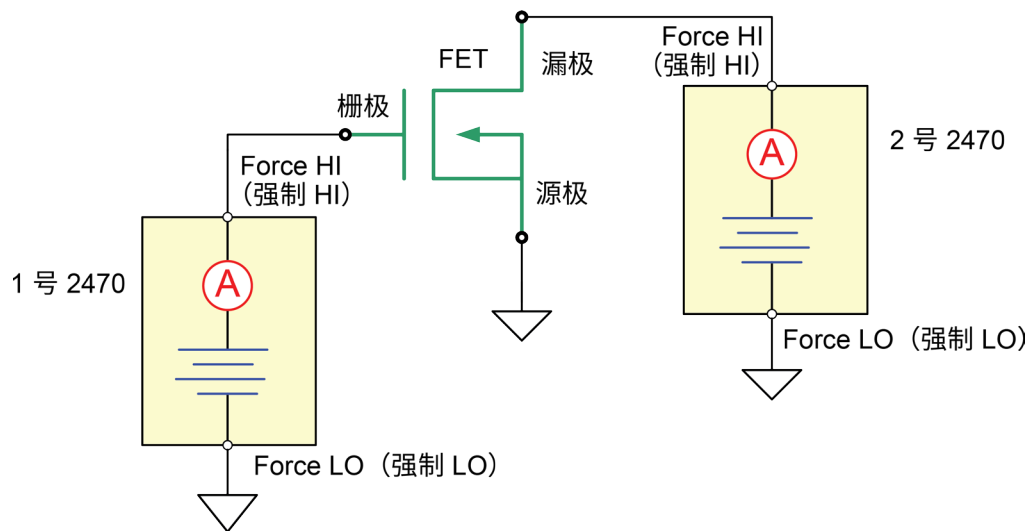 Force HI
（强制 HI）
FET
漏极
栅极
2 号 2470
A
Force HI
（强制 HI）
源极
1 号 2470
A
Force LO（强制 LO）
Force LO（强制 LO）